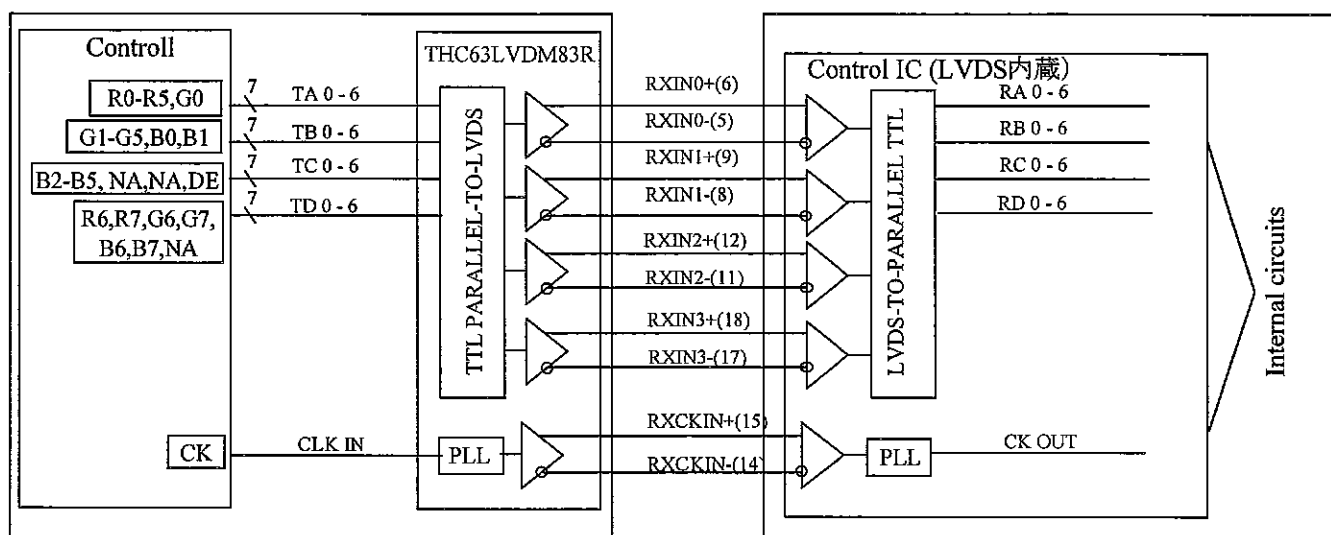 Controll
R0-R5,G0
G1-G5,B0,B1
B2-B5, NA,NA,DE
R6,R7,G6,G7,
B6,B7,NA
CK
7
TA 0 - 6
7
TB 0 - 6
7
TC 0 - 6
7
TD 0 - 6
CLK IN
THC63LVDM83R
TTL PARALLEL-TO-LVDS
PLL
RXIN0+(6)
RXIN0-(5)
RXIN1+(9)
RXIN1-(8)
RXIN2+(12)
RXIN2-(11)
RXIN3+(18)
RXIN3-(17)
RXCKIN+(15)
RXCKIN-(14)
Control IC (LVDS内蔵)
LVDS-TO-PARALLEL TTL
PLL
RA 0 - 6
RB 0 - 6
RC 0 - 6
RD 0 - 6
CK OUT
Internal circuits